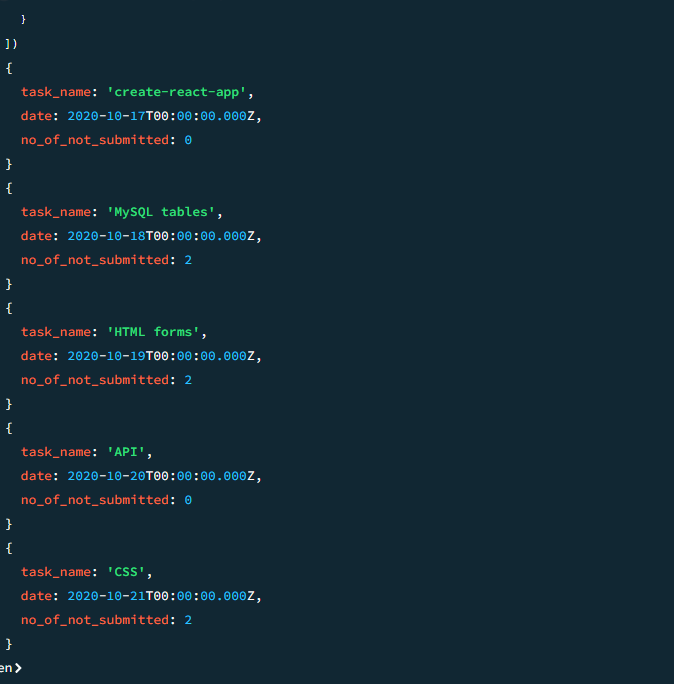 }
])
{
task_name: 'create-react-app',
date: 2020-10-17T00:00:00.000Z,
no_of_not_submitted: 0
}
{
task_name: 'MySQL tables',
date: 2020-10-18T00:00:00.000Z,
no_of_not_submitted: 2
}
{
task_name: 'HTML forms',
date: 2020-10-19T00:00:00.000Z,
no_of_not_submitted: 2
}
{
task_name: 'API',
date: 2020-10-20T00:00:00.000Z,
no_of_not_submitted: 0
}
{
task_name: 'CSS',
date: 2020-10-21T00:00:00.000Z,
no_of_not_submitted: 2
}
en>